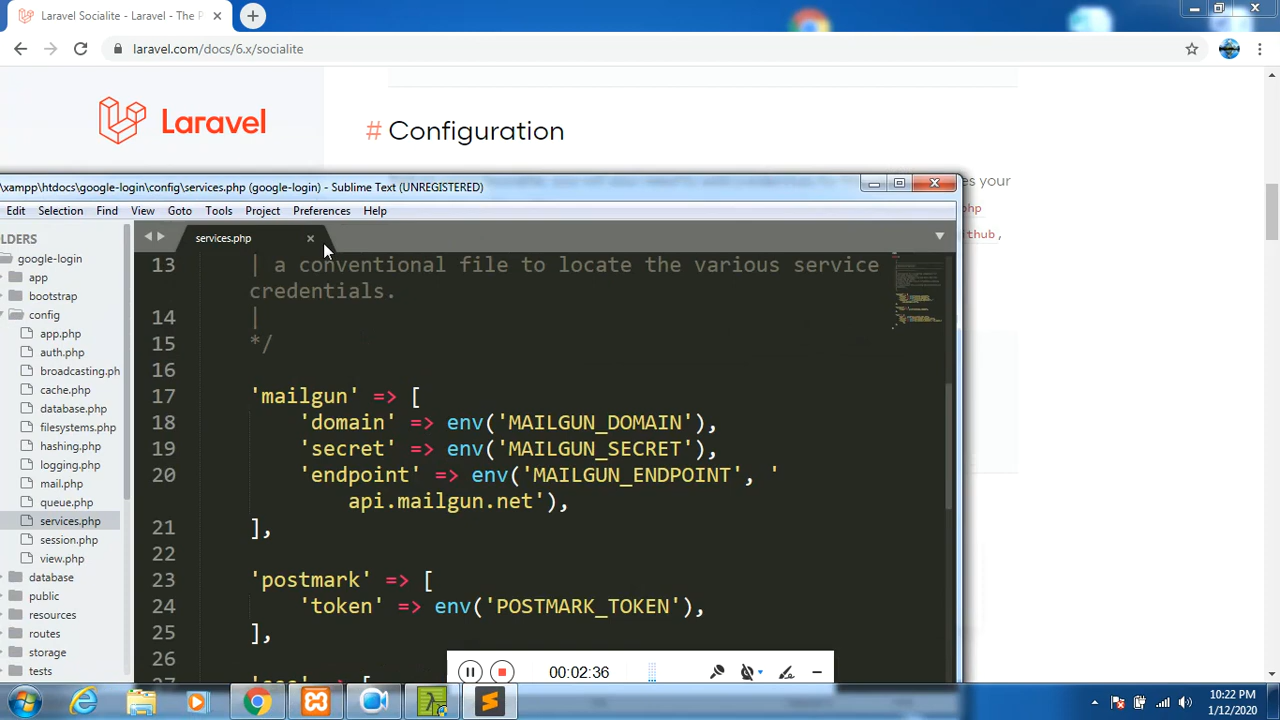 Laravel Socialite - Laravel - The P
laravel.com/docs/6.x/socialite
Laravel
# Configuration
es your
hp
thub,
\xampp\htdocs\google-login\config\services.php (google-login) - Sublime Text (UNREGISTERED)
Edit Selection Find View Goto Tools Project Preferences Help
OLDERS
google-login
app
bootstrap
config
app.php
auth.php
broadcasting.ph
cache.php
database.php
filesystems.php
hashing.php
logging.php
mail.php
queue.php
services.php
session.php
view.php
database
public
resources
routes
storage
tests
services.php
13 | a conventional file to locate the various service
credentials.
14 |
15 */
16
17 'mailgun' => [
18 'domain' => env('MAILGUN_DOMAIN'),
19 'secret' => env('MAILGUN_SECRET'),
20 'endpoint' => env('MAILGUN_ENDPOINT', '
api.mailgun.net'),
21 ],
22
23 'postmark' => [
24 'token' => env('POSTMARK_TOKEN'),
25 ],
26
00:02:36
10:22 PM
1/12/2020